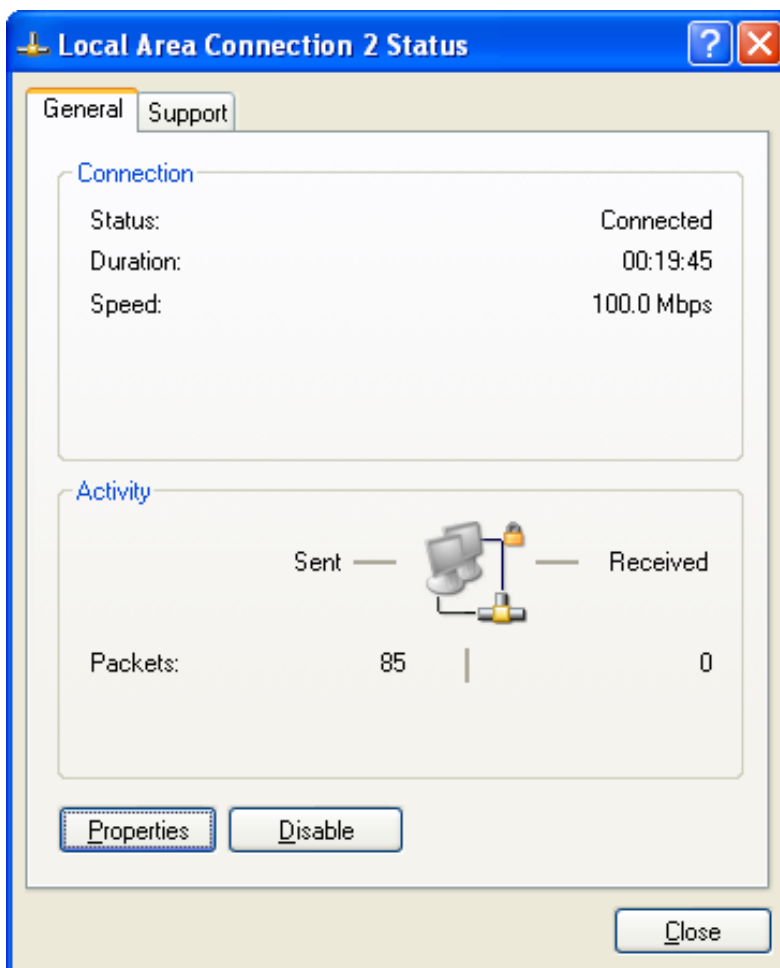 Local Area Connection 2 Status
General
Support
Connection
Status: Connected
Duration: 00:19:45
Speed: 100.0 Mbps
Activity
Sent Received
Packets: 85 0
Properties Disable
Close